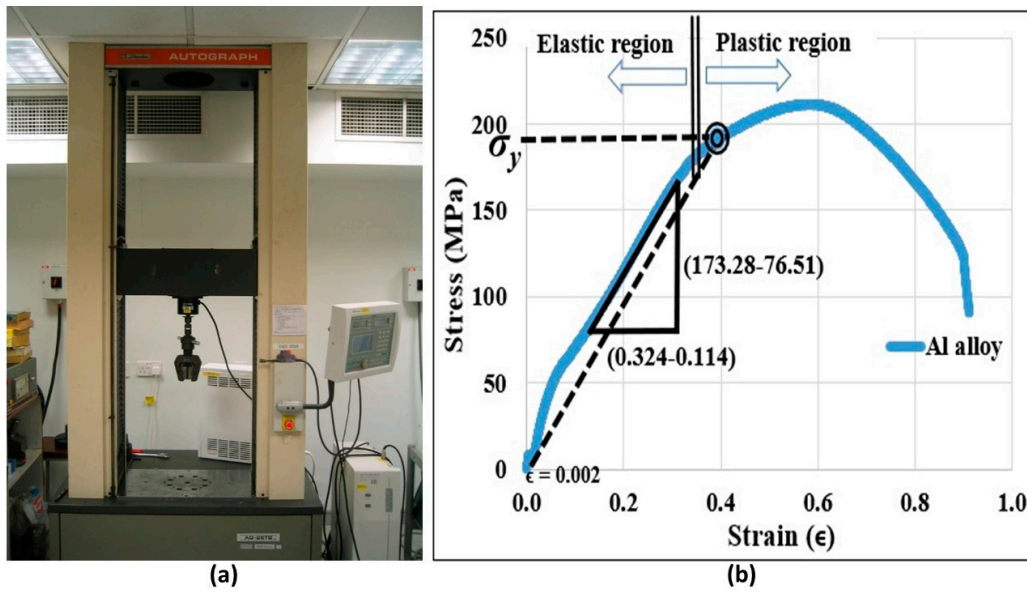 AUTOGRAPH
(a)
250
200
150
100
50
0
Stress (MPa)
σy
Elastic region
Plastic region
(173.28-76.51)
(0.324-0.114)
Al alloy
ϵ = 0.002
0.0 0.2 0.4 0.6 0.8 1.0
Strain (ϵ)
(b)